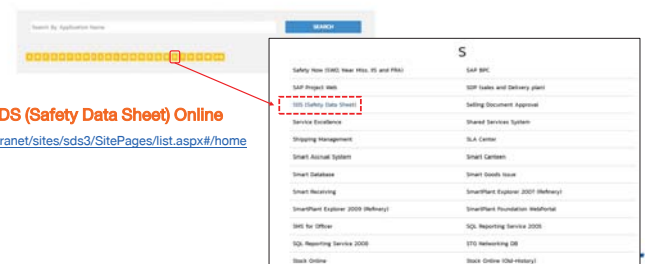 Search By Application Name
SEARCH
S
Safety Now (SWO, Near Miss, VS and FRA)
SAP BPC
SAP Project Web
SDP (sales and Delivery plan)
SDS (Safety Data Sheet)
Selling Document Approval
Service Excellence
Shared Services System
Shipping Management
SLA Center
Smart Accrual System
Smart Canteen
Smart Database
Smart Goods Issue
Smart Receiving
SmartPlant Explorer 2007 (Refinery)
SmartPlant Explorer 2009 (Refinery)
SmartPlant Foundation WebPortal
SMS for Officer
SQL Reporting Service 2005
SQL Reporting Service 2008
STG Networking DB
Stock Online
Stock Online (Old-History)
DS (Safety Data Sheet) Online
ranet/sites/sds3/SitePages/list.aspx#/home